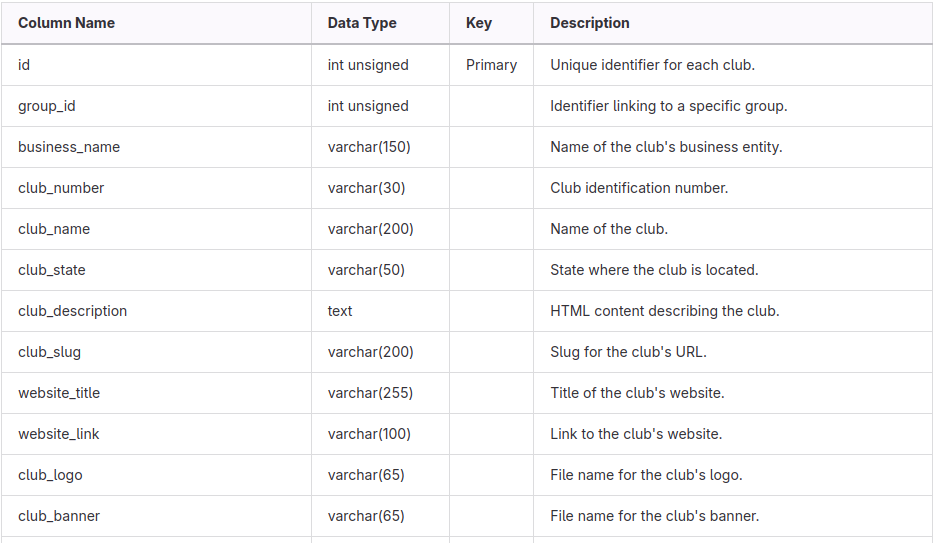 Column Name Data Type Key Description
id int unsigned Primary Unique identifier for each club.
group_id int unsigned Identifier linking to a specific group.
business_name varchar(150) Name of the club's business entity.
club_number varchar(30) Club identification number.
club_name varchar(200) Name of the club.
club_state varchar(50) State where the club is located.
club_description text HTML content describing the club.
club_slug varchar(200) Slug for the club's URL.
website_title varchar(255) Title of the club's website.
website_link varchar(100) Link to the club's website.
club_logo varchar(65) File name for the club's logo.
club_banner varchar(65) File name for the club's banner.